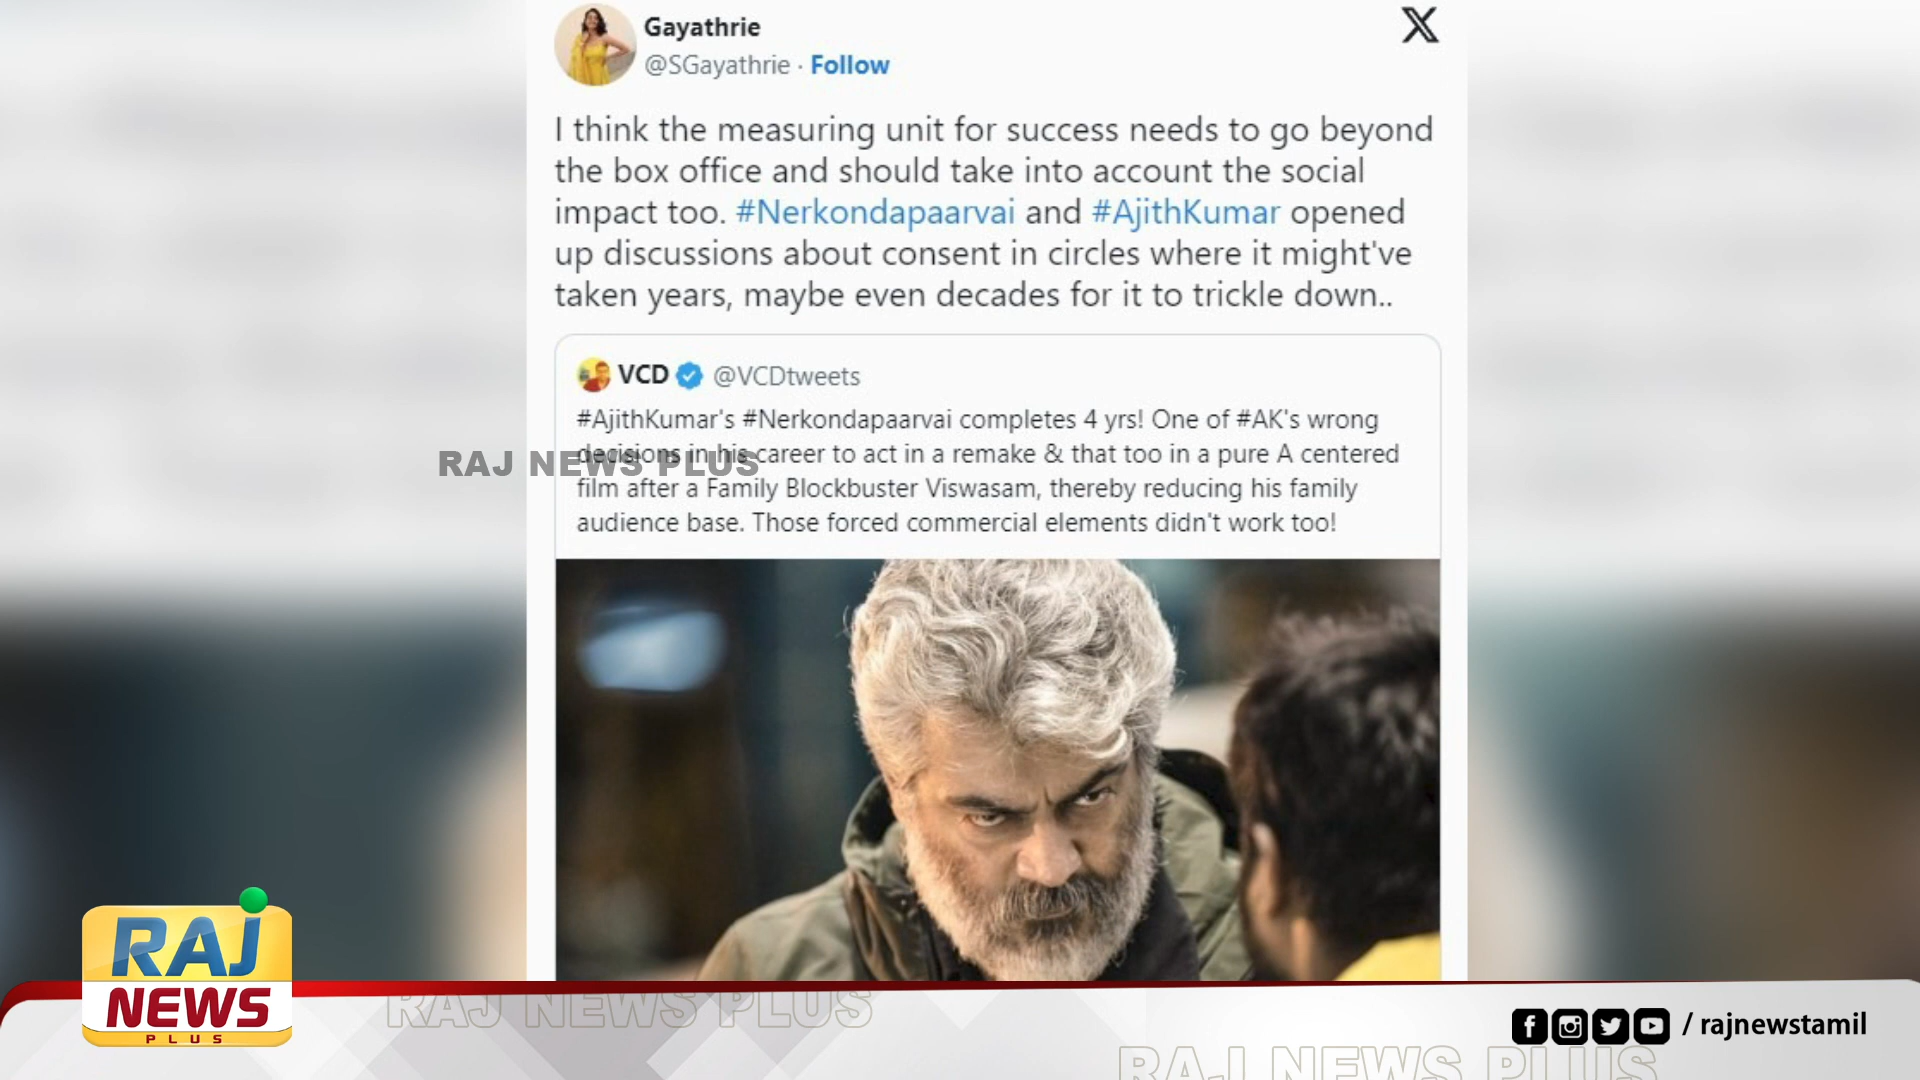 Gayathrie
@SGayathrie · Follow
I think the measuring unit for success needs to go beyond
the box office and should take into account the social
impact too. #Nerkondapaarvai and #AjithKumar opened
up discussions about consent in circles where it might've
taken years, maybe even decades for it to trickle down..
VCD @VCDtweets
#AjithKumar's #Nerkondapaarvai completes 4 yrs! One of #AK's wrong
decisions in his career to act in a remake & that too in a pure A centered
film after a Family Blockbuster Viswasam, thereby reducing his family
audience base. Those forced commercial elements didn't work too!
RAJ NEWS PLUS
RAJ
NEWS
PLUS
RAJ NEWS PLUS
/ rajnewstamil
RAJ NEWS PLUS